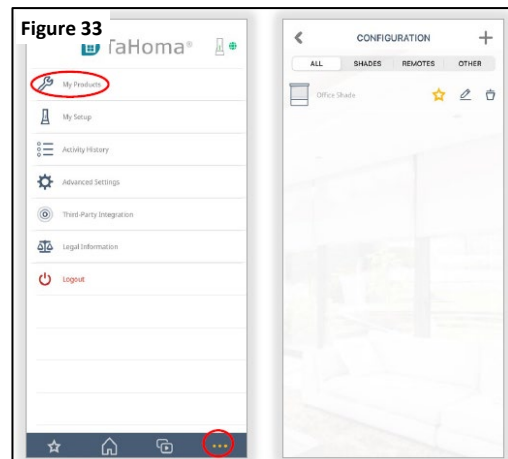 Figure 33
TaHoma®
My Products
My Setup
Activity History
Advanced Settings
Third-Party Integration
Legal Information
Logout
CONFIGURATION
ALL SHADES REMOTES OTHER
Office Shade